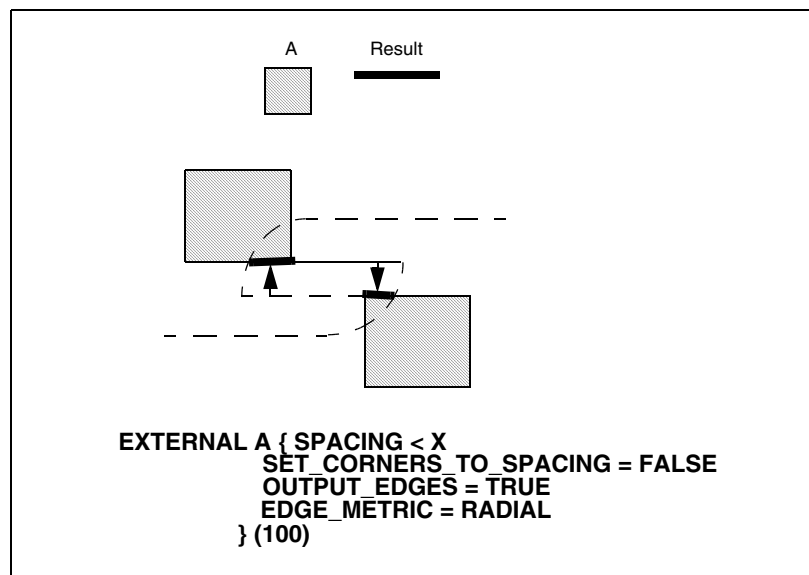 A Result
EXTERNAL A { SPACING < X
SET_CORNERS_TO_SPACING = FALSE
OUTPUT_EDGES = TRUE
EDGE_METRIC = RADIAL
} (100)